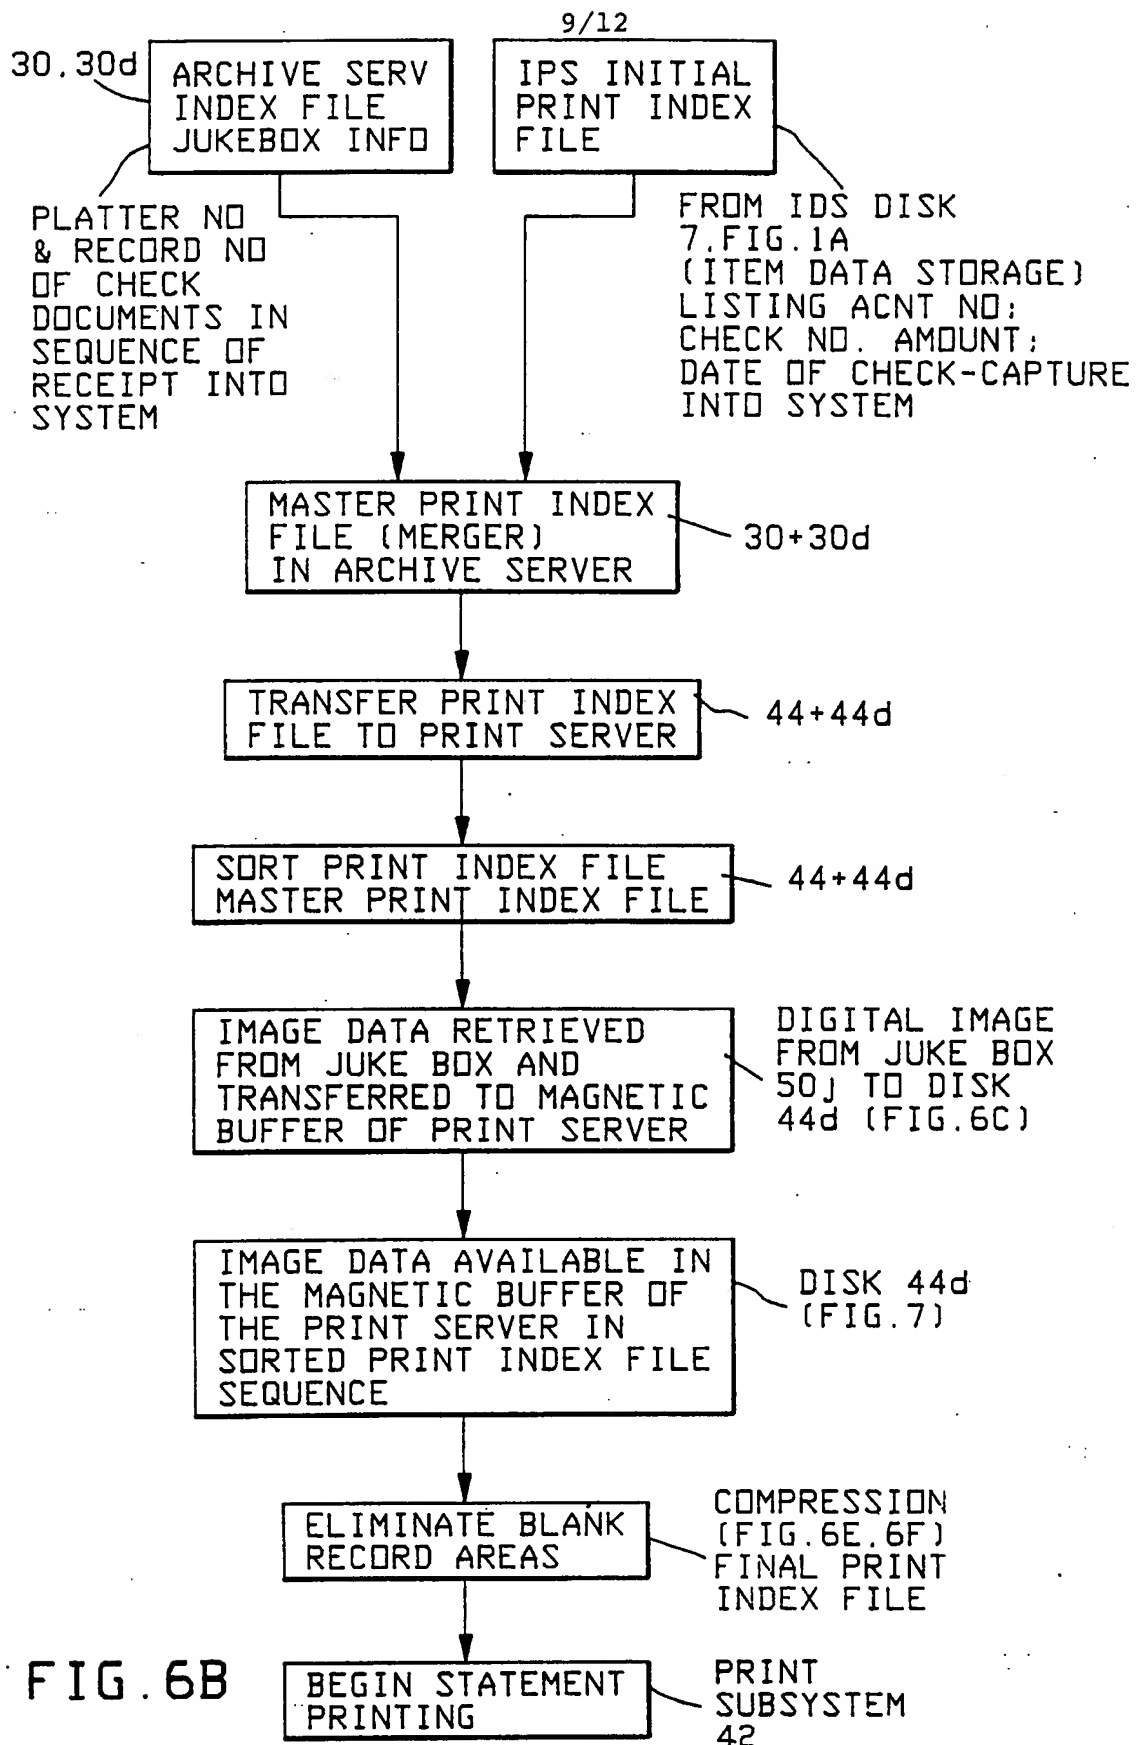 9/12
30,30d
ARCHIVE SERV
INDEX FILE
JUKEBOX INFO
IPS INITIAL
PRINT INDEX
FILE
PLATTER NO
& RECORD NO
OF CHECK
DOCUMENTS IN
SEQUENCE OF
RECEIPT INTO
SYSTEM
FROM IDS DISK
7,FIG.1A
(ITEM DATA STORAGE)
LISTING ACNT NO;
CHECK NO. AMOUNT;
DATE OF CHECK-CAPTURE
INTO SYSTEM
MASTER PRINT INDEX
FILE (MERGER)
IN ARCHIVE SERVER
30+30d
TRANSFER PRINT INDEX
FILE TO PRINT SERVER
44+44d
SORT PRINT INDEX FILE
MASTER PRINT INDEX FILE
44+44d
IMAGE DATA RETRIEVED
FROM JUKE BOX AND
TRANSFERRED TO MAGNETIC
BUFFER OF PRINT SERVER
DIGITAL IMAGE
FROM JUKE BOX
50j TO DISK
44d (FIG.6C)
IMAGE DATA AVAILABLE IN
THE MAGNETIC BUFFER OF
THE PRINT SERVER IN
SORTED PRINT INDEX FILE
SEQUENCE
DISK 44d
(FIG.7)
ELIMINATE BLANK
RECORD AREAS
COMPRESSION
(FIG.6E,6F)
FINAL PRINT
INDEX FILE
BEGIN STATEMENT
PRINTING
PRINT
SUBSYSTEM
42
FIG.6B